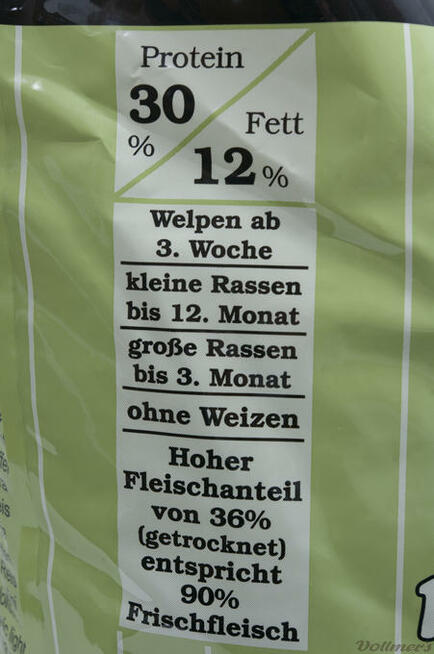 Protein
30
%
Fett
12%
Welpen ab
3. Woche
kleine Rassen
bis 12. Monat
große Rassen
bis 3. Monat
ohne Weizen
Hoher
Fleischanteil
von 36%
(getrocknet)
entspricht
90%
Frischfleisch
Vollmers